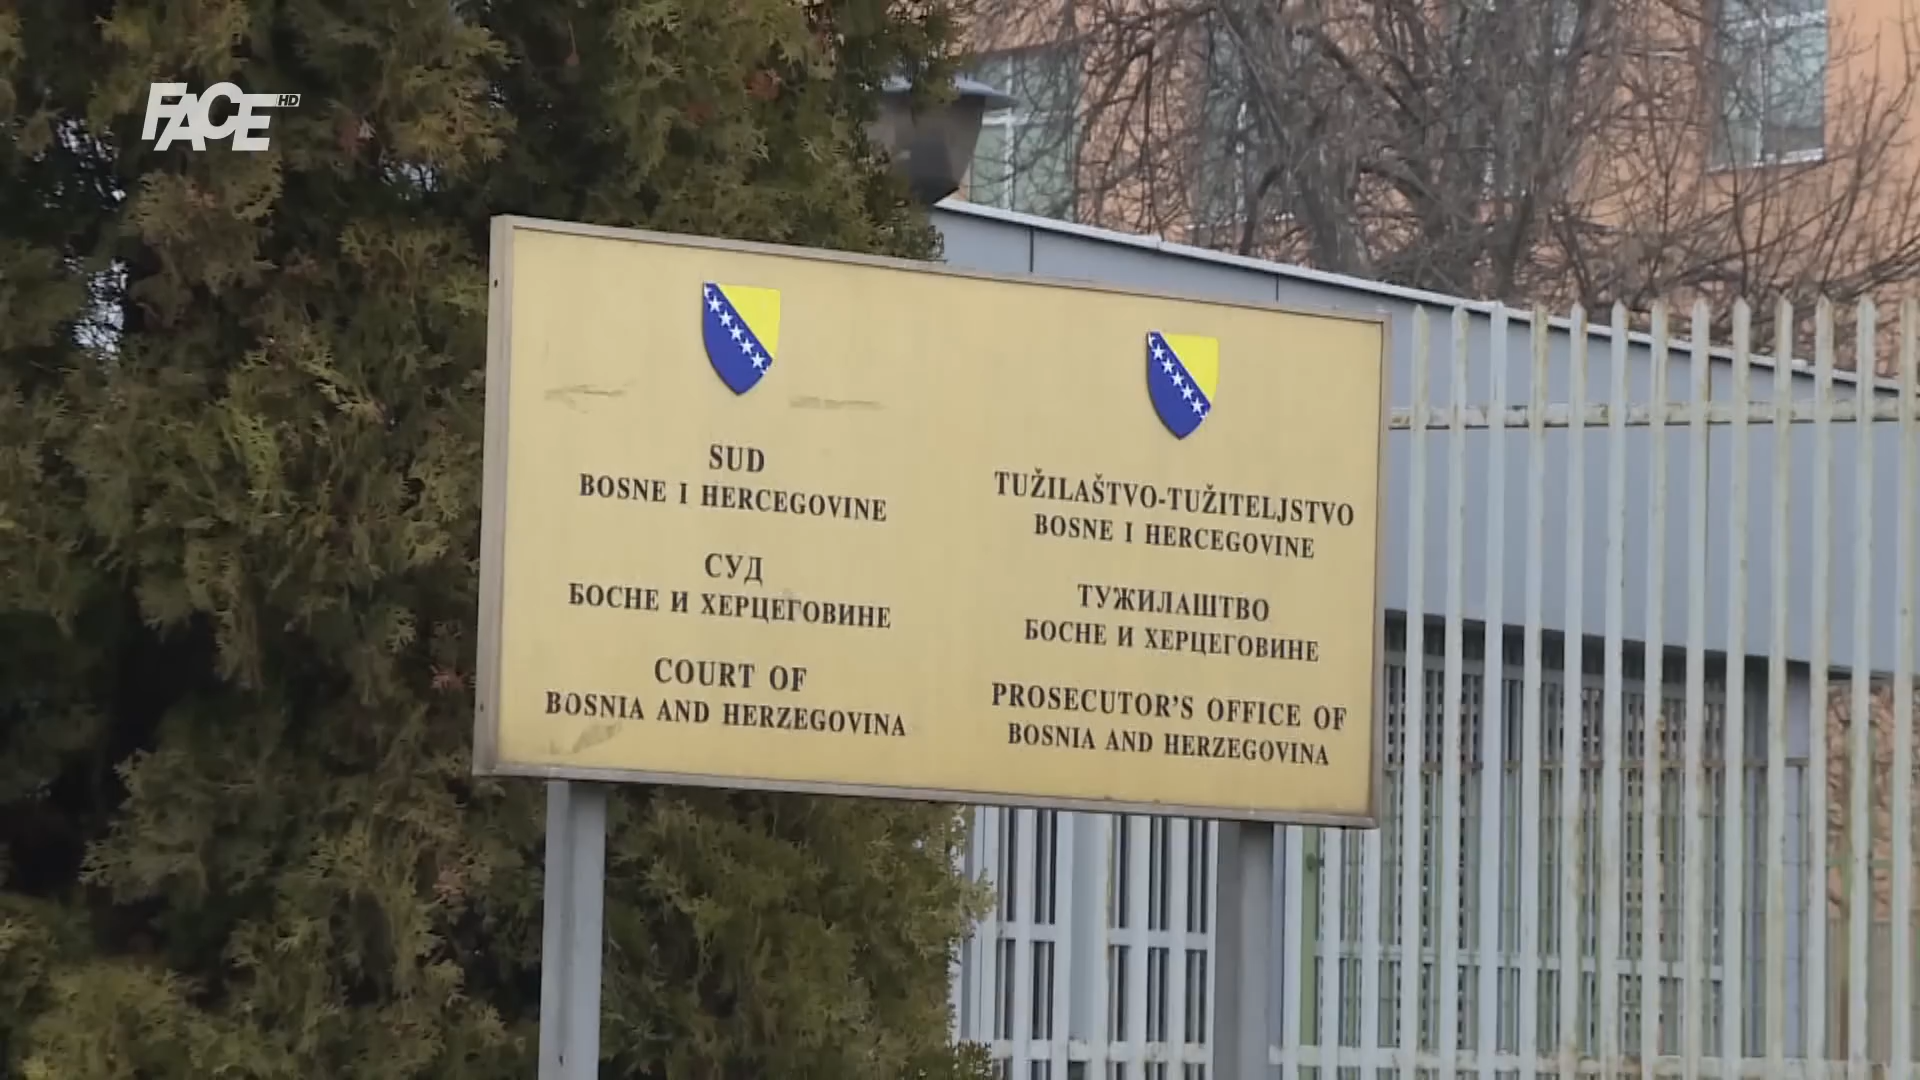 FACE HD
SUD
BOSNE I HERCEGOVINE
СУД
БОСНЕ И ХЕРЦЕГОВИНЕ
COURT OF
BOSNIA AND HERZEGOVINA
TUŽILAŠTVO-TUŽITELJSTVO
BOSNE I HERCEGOVINE
ТУЖИЛАШТВО
БОСНЕ И ХЕРЦЕГОВИНЕ
PROSECUTOR'S OFFICE OF
BOSNIA AND HERZEGOVINA